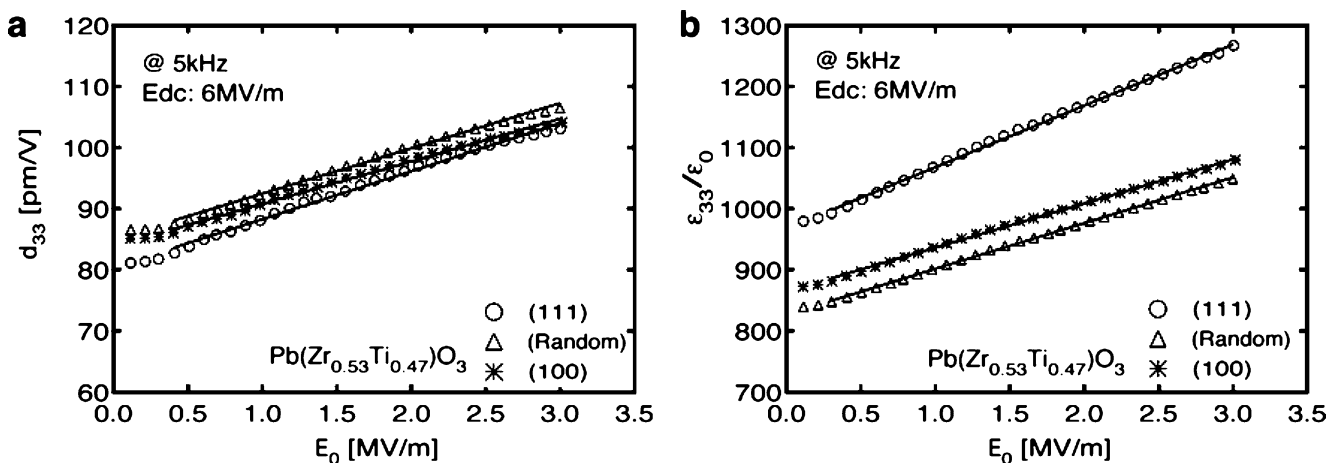 a
120
110
100
90
80
70
60
d33 [pm/V]
@ 5kHz
Edc: 6MV/m
(111)
(Random)
(100)
Pb(Zr0.53Ti0.47)O3
0.0 0.5 1.0 1.5 2.0 2.5 3.0 3.5
E0 [MV/m]
b
1300
1200
1100
1000
900
800
700
ε33/ε0
@ 5kHz
Edc: 6MV/m
(111)
(Random)
(100)
Pb(Zr0.53Ti0.47)O3
0.0 0.5 1.0 1.5 2.0 2.5 3.0 3.5
E0 [MV/m]